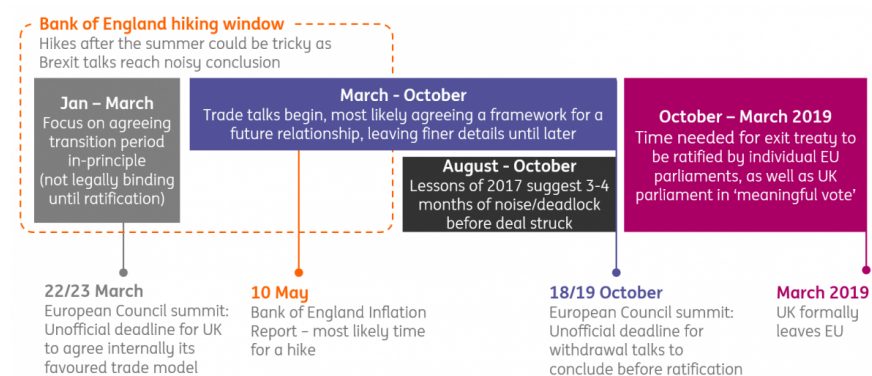 Bank of England hiking window
Hikes after the summer could be tricky as
Brexit talks reach noisy conclusion
Jan – March
Focus on agreeing
transition period
in-principle
(not legally binding
until ratification)
March - October
Trade talks begin, most likely agreeing a framework for a
future relationship, leaving finer details until later
August - October
Lessons of 2017 suggest 3-4
months of noise/deadlock
before deal struck
October – March 2019
Time needed for exit treaty to
be ratified by individual EU
parliaments, as well as UK
parliament in ‘meaningful vote’
22/23 March
European Council summit:
Unofficial deadline for UK
to agree internally its
favoured trade model
10 May
Bank of England Inflation
Report – most likely time
for a hike
18/19 October
European Council summit:
Unofficial deadline for
withdrawal talks to
conclude before ratification
March 2019
UK formally
leaves EU